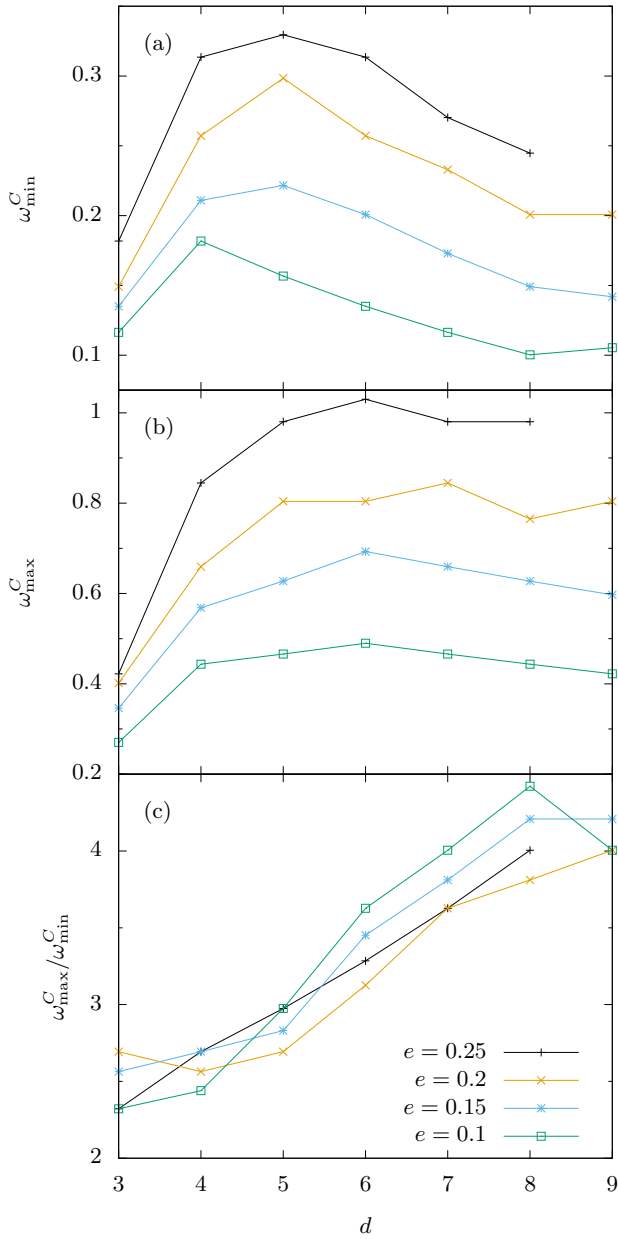 (a)
0.3
0.2
0.1
ω^C_min
(b)
1
0.8
0.6
0.4
0.2
ω^C_max
(c)
4
3
2
ω^C_max/ω^C_min
e = 0.25
e = 0.2
e = 0.15
e = 0.1
3 4 5 6 7 8 9
d